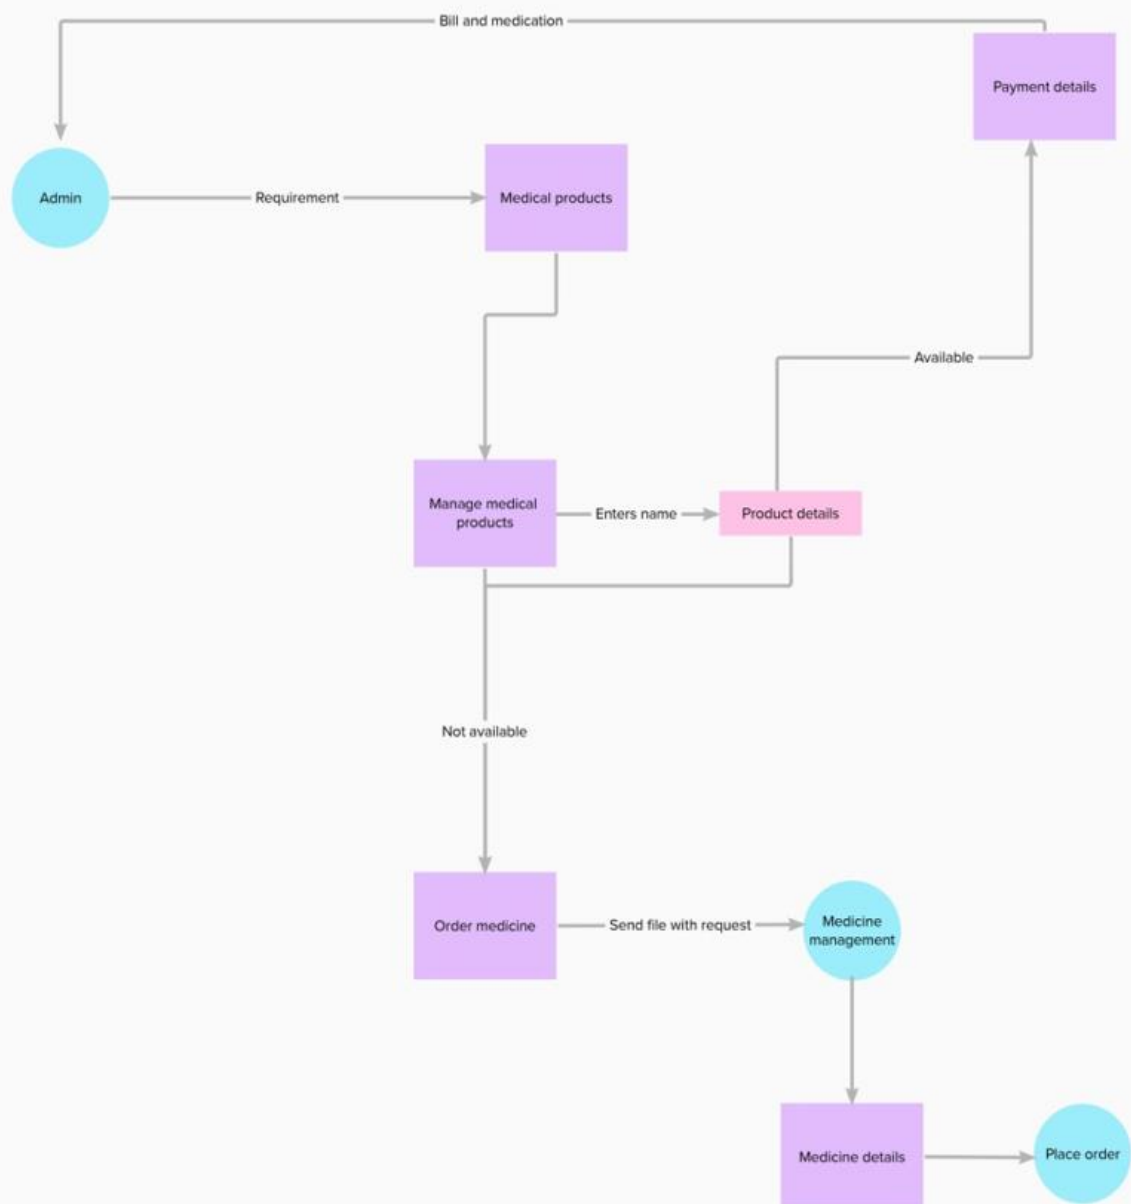 Bill and medication
Payment details
Admin
Requirement
Medical products
Available
Manage medical
products
Enters name
Product details
Not available
Order medicine
Send file with request
Medicine
management
Medicine details
Place order